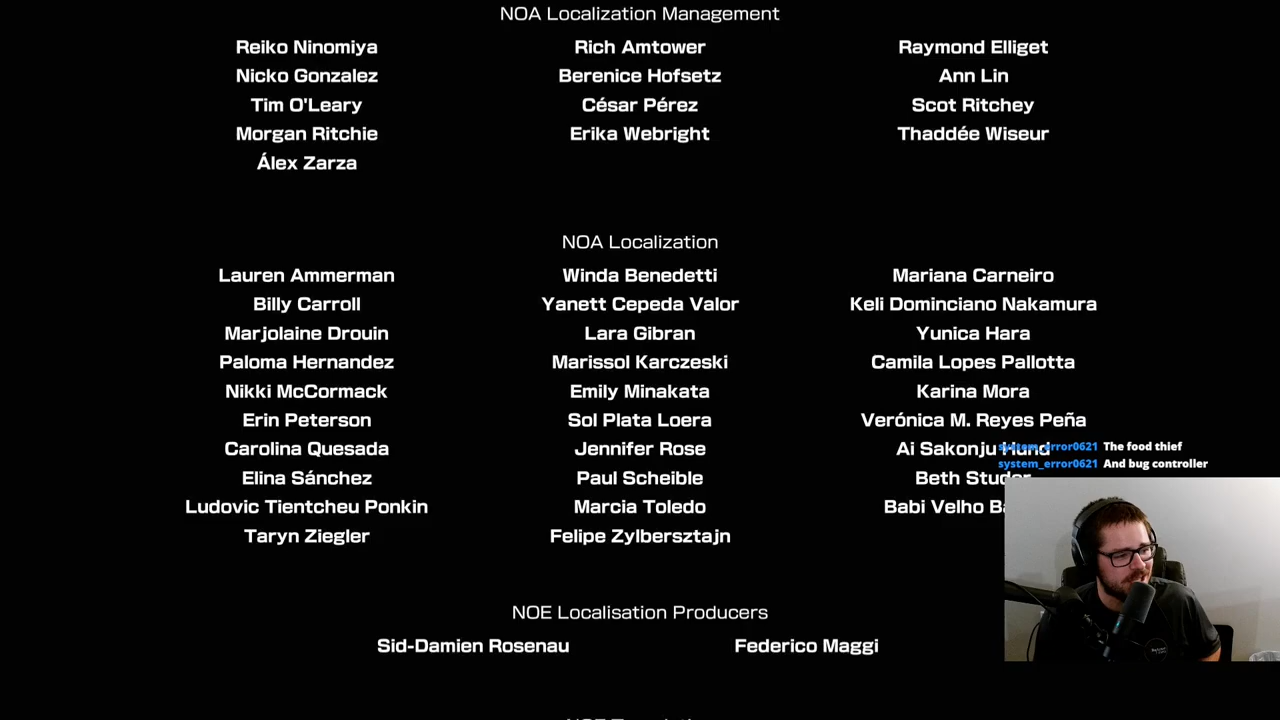 NOA Localization Management
Reiko Ninomiya Rich Amtower Raymond Elliget
Nicko Gonzalez Berenice Hofsetz Ann Lin
Tim O'Leary César Pérez Scot Ritchey
Morgan Ritchie Erika Webright Thaddée Wiseur
Álex Zarza
NOA Localization
Lauren Ammerman Winda Benedetti Mariana Carneiro
Billy Carroll Yanett Cepeda Valor Keli Dominciano Nakamura
Marjolaine Drouin Lara Gibran Yunica Hara
Paloma Hernandez Marissol Karczeski Camila Lopes Pallotta
Nikki McCormack Emily Minakata Karina Mora
Erin Peterson Sol Plata Loera Verónica M. Reyes Peña
Carolina Quesada Jennifer Rose Ai Sakonju Hund
system_error0621 The food thief
system_error0621 And bug controller
Elina Sánchez Paul Scheible Beth Studer
Ludovic Tientcheu Ponkin Marcia Toledo Babi Velho
Taryn Ziegler Felipe Zylbersztajn
NOE Localisation Producers
Sid-Damien Rosenau Federico Maggi